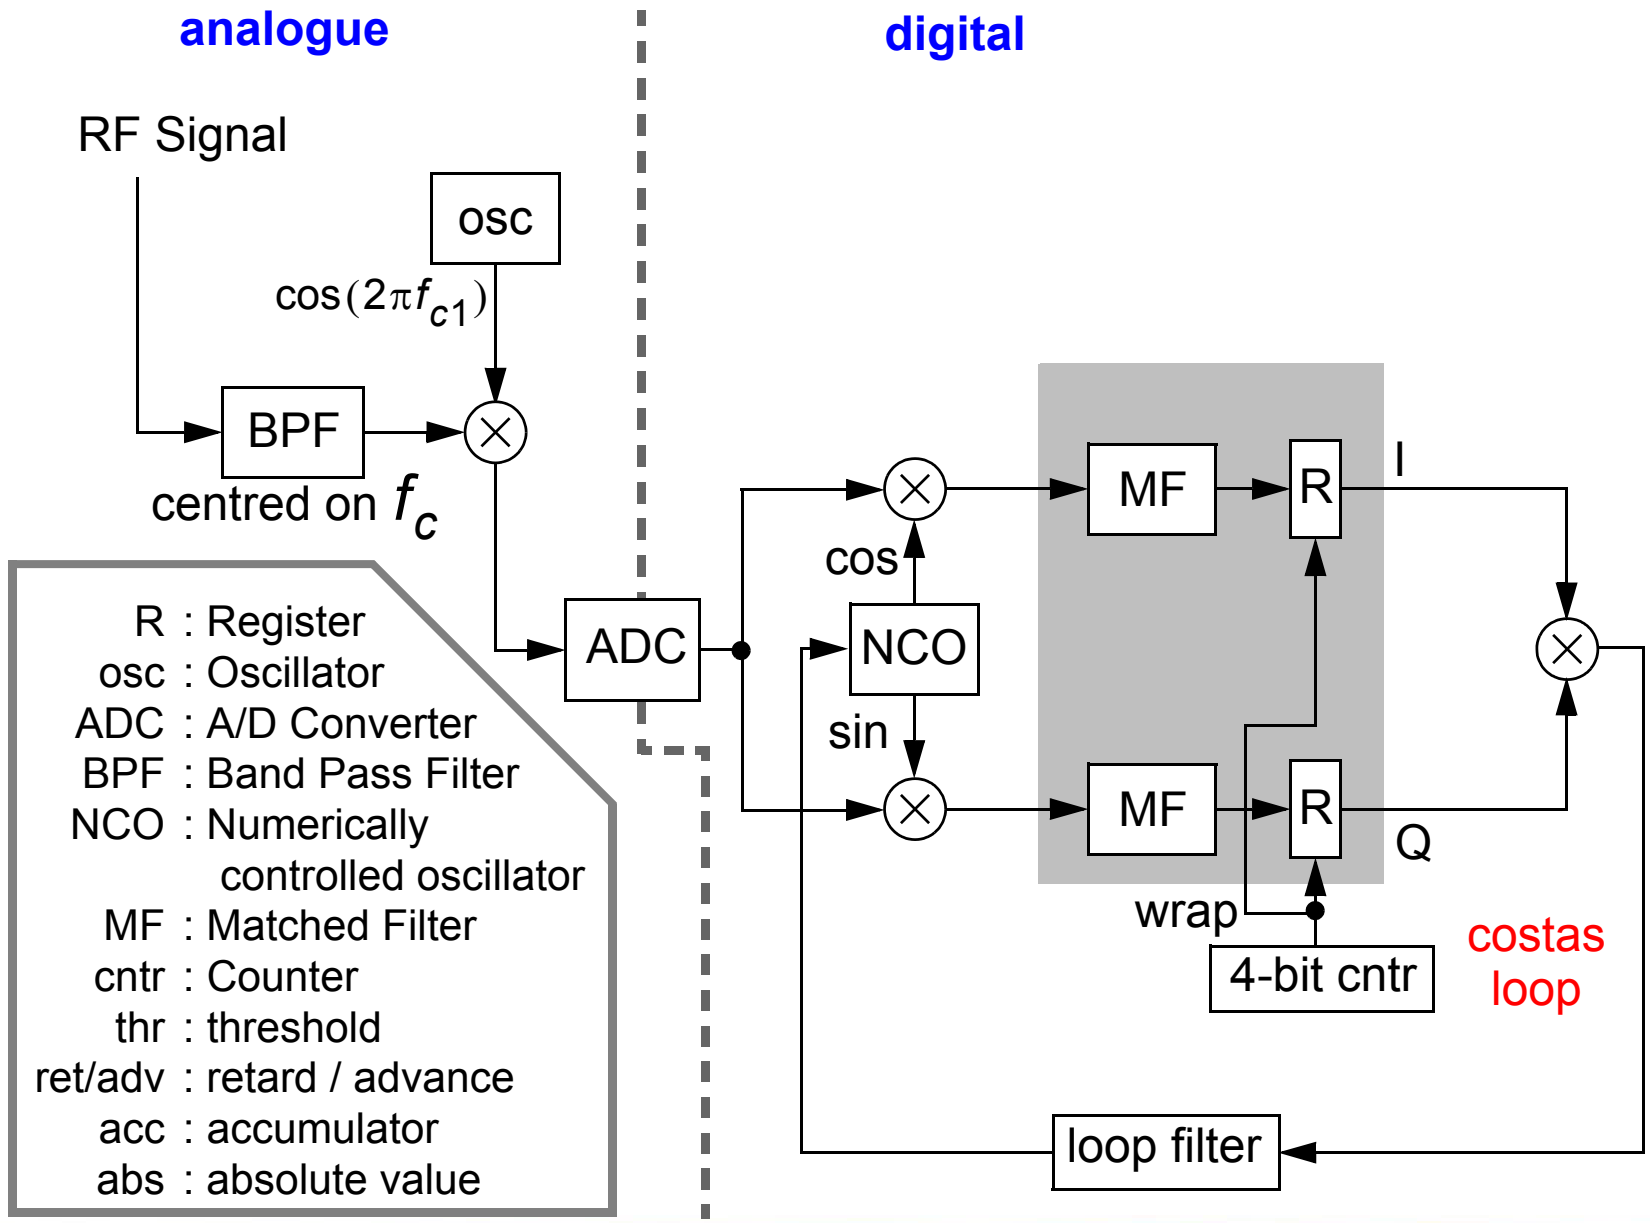 analogue
digital
RF Signal
osc
cos(2πf_c1)
BPF
centred on f_c
ADC
cos
NCO
sin
MF
R
I
MF
R
Q
wrap
4-bit cntr
costas
loop
loop filter
R : Register
osc : Oscillator
ADC : A/D Converter
BPF : Band Pass Filter
NCO : Numerically
controlled oscillator
MF : Matched Filter
cntr : Counter
thr : threshold
ret/adv : retard / advance
acc : accumulator
abs : absolute value